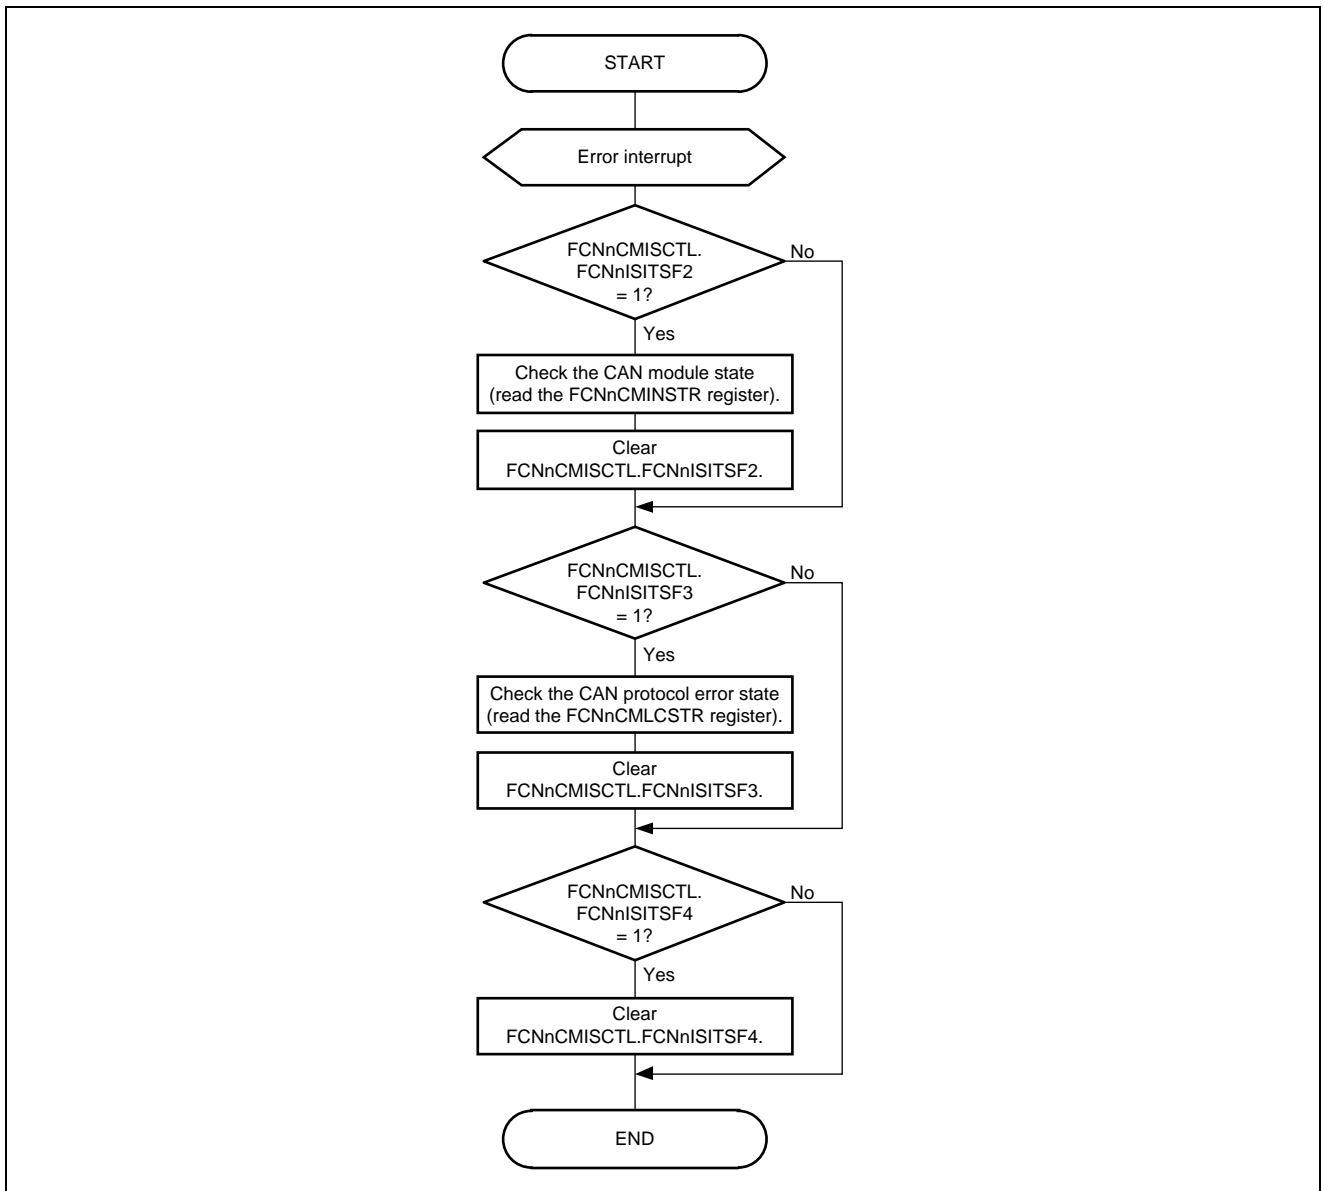 START
Error interrupt
FCNnCMISCTL.
FCNnISITSF2
= 1?
No
Yes
Check the CAN module state
(read the FCNnCMINSTR register).
Clear
FCNnCMISCTL.FCNnISITSF2.
FCNnCMISCTL.
FCNnISITSF3
= 1?
No
Yes
Check the CAN protocol error state
(read the FCNnCMLCSTR register).
Clear
FCNnCMISCTL.FCNnISITSF3.
FCNnCMISCTL.
FCNnISITSF4
= 1?
No
Yes
Clear
FCNnCMISCTL.FCNnISITSF4.
END